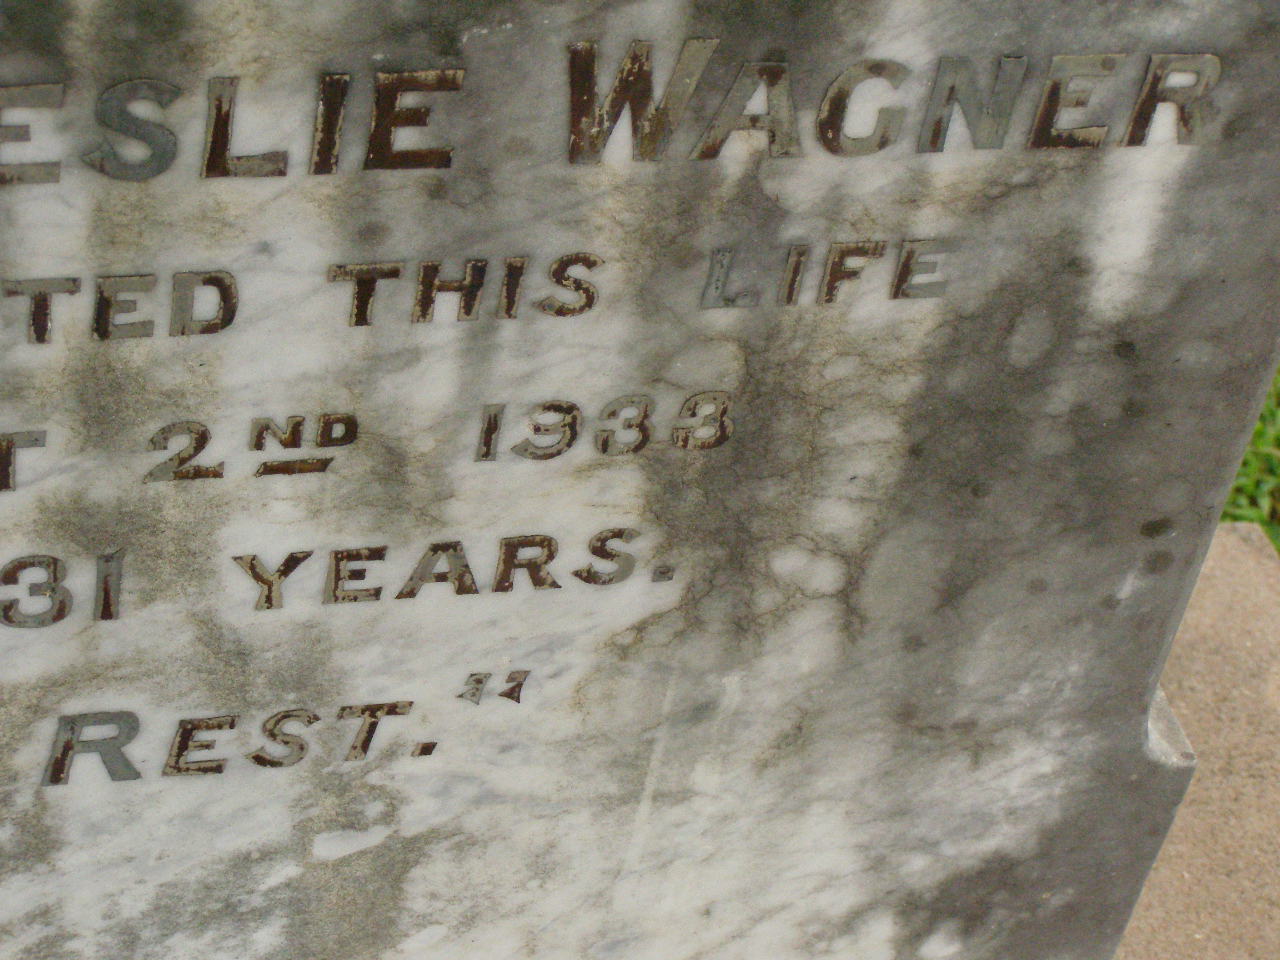 ESLIE WAGNER
TED THIS LIFE
T 2ND 1933
31 YEARS.
REST."